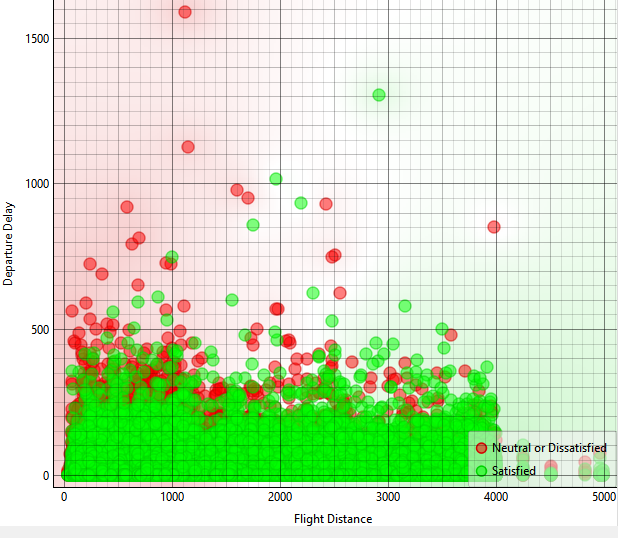 1500
1000
500
0
Departure Delay
Neutral or Dissatisfied
Satisfied
0 1000 2000 3000 4000 5000
Flight Distance